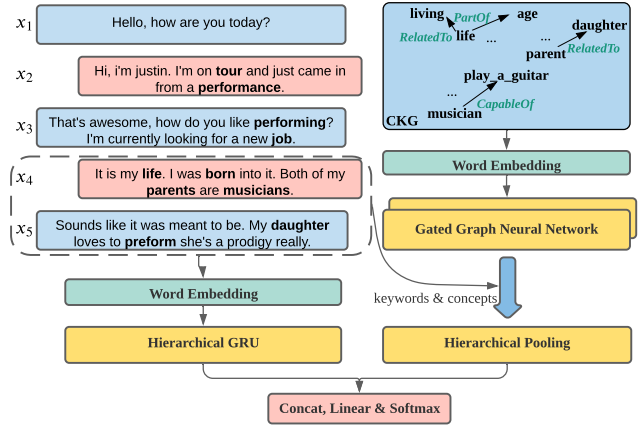 x1
Hello, how are you today?
x2
Hi, i'm justin. I'm on tour and just came in
from a performance.
x3
That's awesome, how do you like performing?
I'm currently looking for a new job.
x4
It is my life. I was born into it. Both of my
parents are musicians.
x5
Sounds like it was meant to be. My daughter
loves to preform she's a prodigy really.
Word Embedding
Hierarchical GRU
living
PartOf
age
RelatedTo
life
...
...
daughter
parent
RelatedTo
play_a_guitar
...
CapableOf
musician
CKG
Word Embedding
Gated Graph Neural Network
keywords & concepts
Hierarchical Pooling
Concat, Linear & Softmax